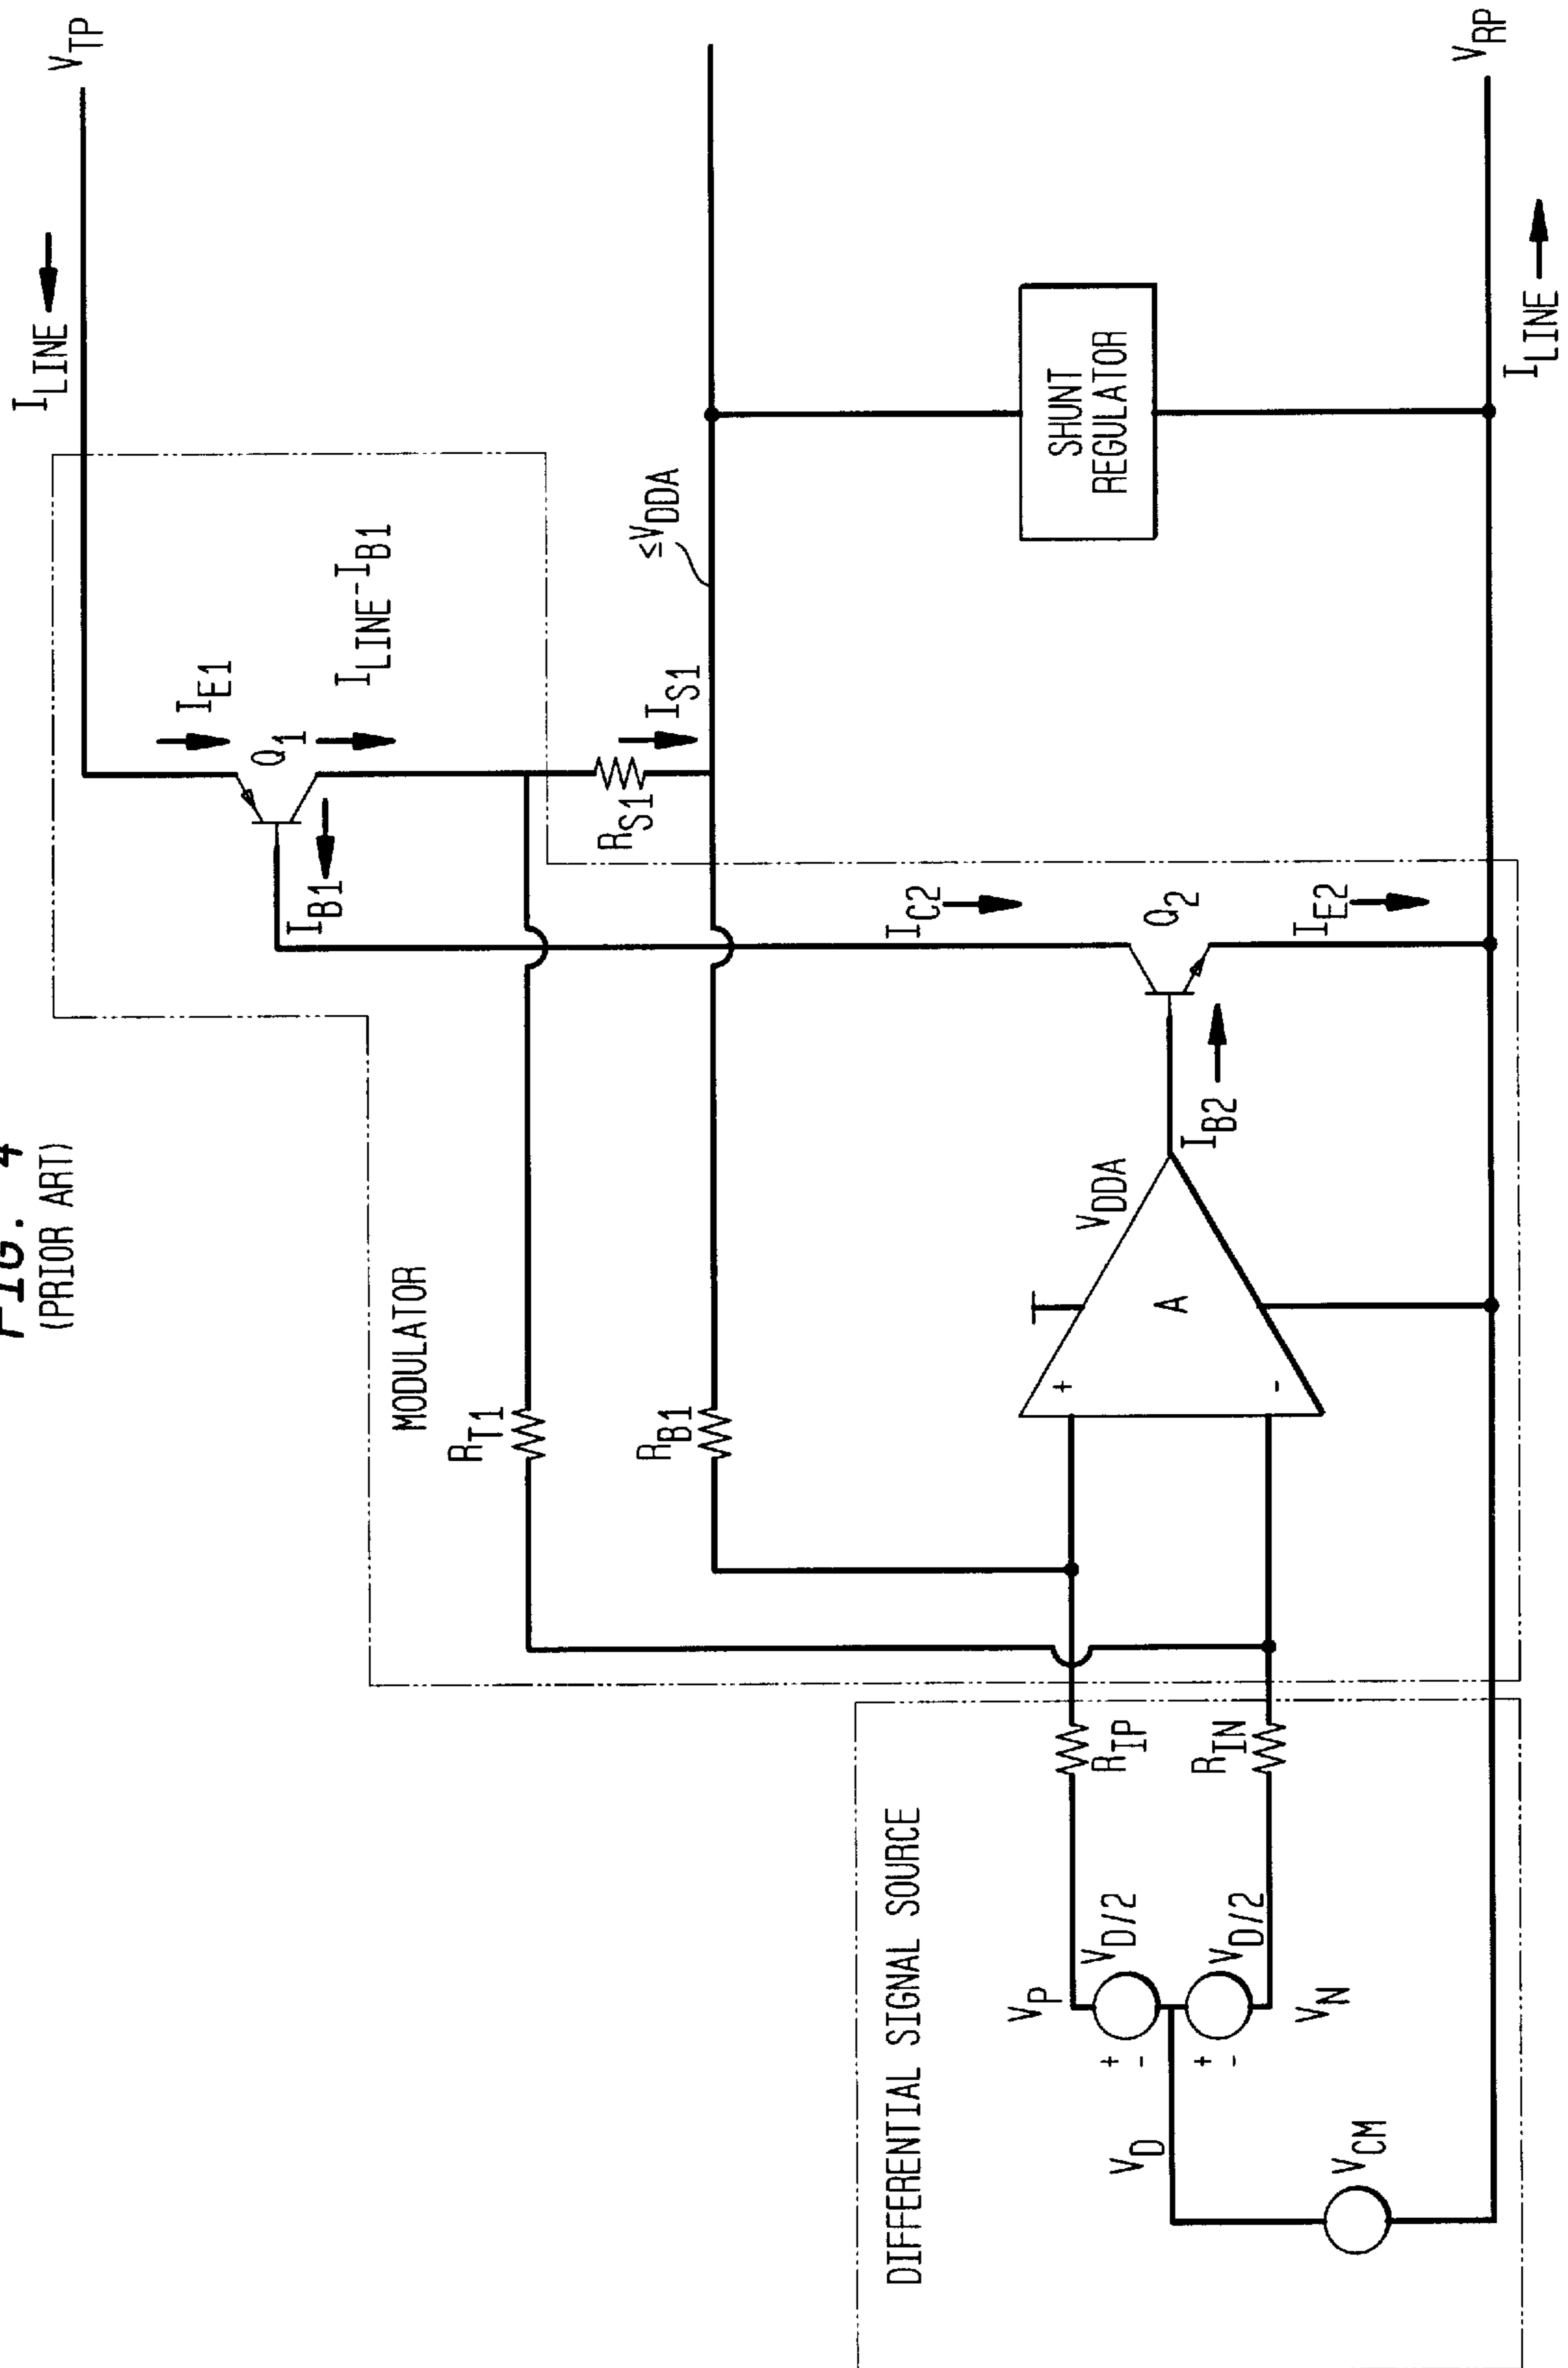 FIG. 4
(PRIOR ART)
V_TP
I_LINE
I_E1
Q_1
I_LINE-I_B1
I_B1
MODULATOR
R_T1
R_S1
I_S1
≤V_DDA
R_B1
I_C2
Q_2
I_E2
SHUNT
REGULATOR
V_DDA
+
A
-
I_B2
DIFFERENTIAL SIGNAL SOURCE
V_P
V_D/2
+
-
R_IP
V_D
V_D/2
+
-
R_IN
V_N
V_CM
V_RP
I_LINE